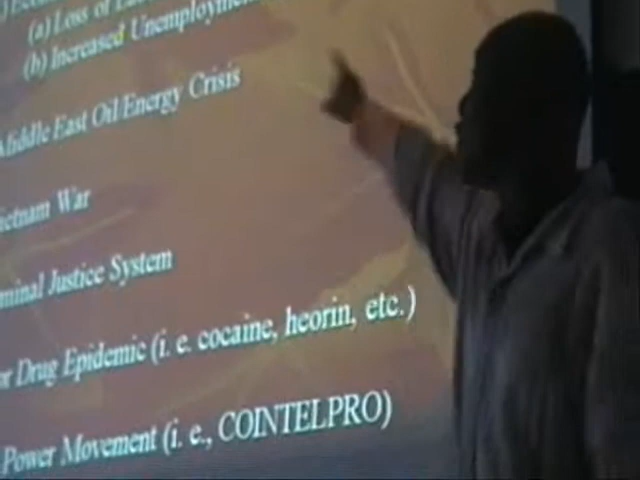 (a) Loss of
(b) Increased Unemployment
Middle East Oil/Energy Crisis
ietnam War
minal Justice System
or Drug Epidemic (i. e. cocaine, heorin, etc.)
Power Movement (i. e., COINTELPRO)